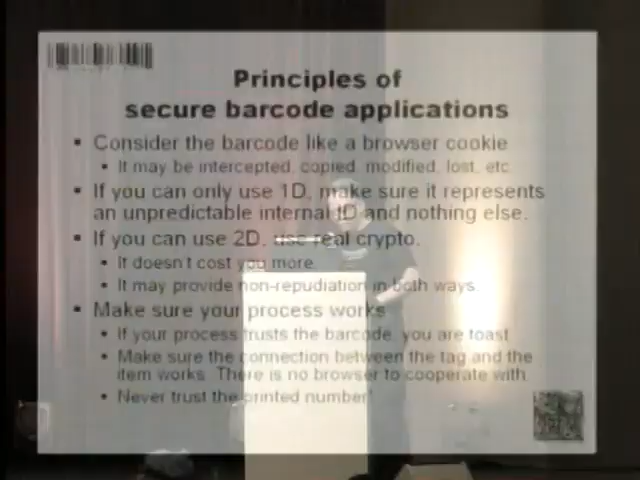 Principles of
secure barcode applications
Consider the barcode like a browser cookie
It may be intercepted, copied, modified, lost, etc
If you can only use 1D, make sure it represents
an unpredictable internal ID and nothing else.
If you can use 2D, use real crypto.
It doesn't cost you more.
It may provide non-repudiation in both ways.
Make sure your process works
If your process trusts the barcode, you are toast
Make sure the connection between the tag and the
item works. There is no browser to cooperate with
Never trust the printed number!